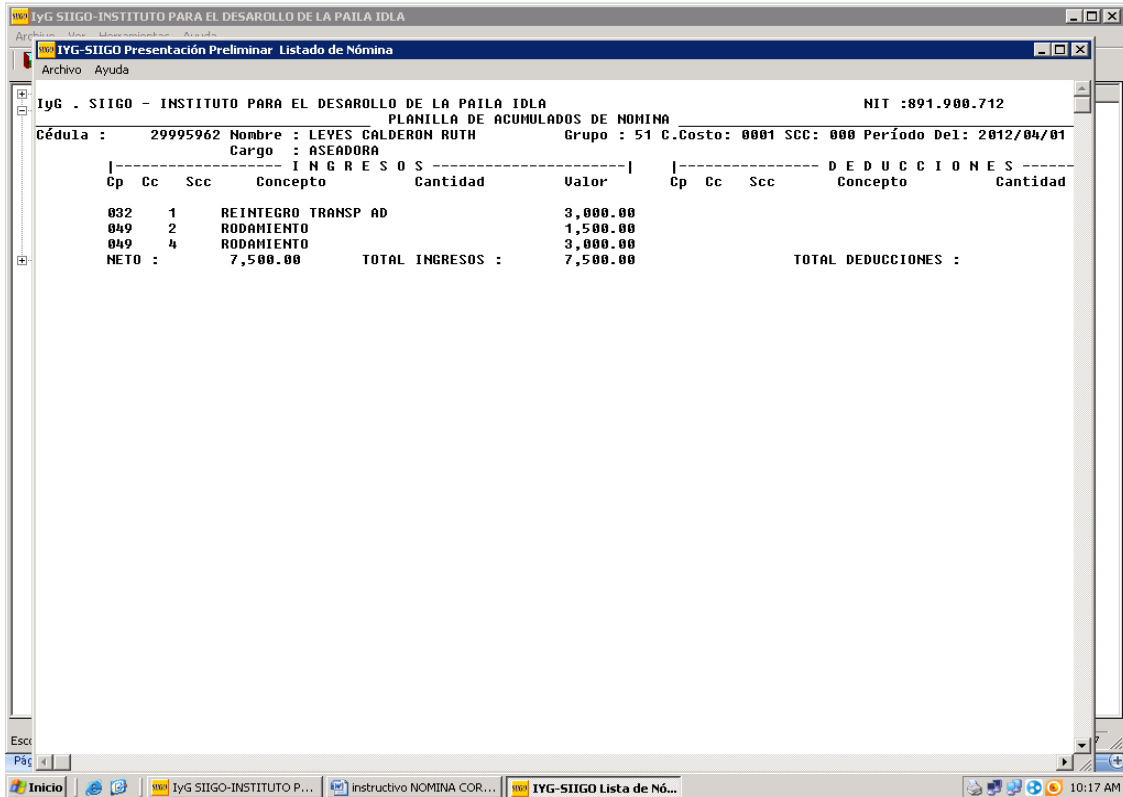 IyG SIIGO-INSTITUTO PARA EL DESAROLLO DE LA PAILA IDLA
IYG-SIIGO Presentación Preliminar Listado de Nómina
Archivo Ayuda
IyG . SIIGO - INSTITUTO PARA EL DESAROLLO DE LA PAILA IDLA NIT :891.900.712
PLANILLA DE ACUMULADOS DE NOMINA
Cédula : 29995962 Nombre : LEYES CALDERON RUTH Grupo : 51 C.Costo: 0001 SCC: 000 Período Del: 2012/04/01
Cargo : ASEADORA
|------------------- I N G R E S O S ----------------------| |---------------- D E D U C C I O N E S ------
Cp Cc Scc Concepto Cantidad Valor Cp Cc Scc Concepto Cantidad
032 1 REINTEGRO TRANSP AD 3,000.00
049 2 RODAMIENTO 1,500.00
049 4 RODAMIENTO 3,000.00
NETO : 7,500.00 TOTAL INGRESOS : 7,500.00 TOTAL DEDUCCIONES :
Inicio IyG SIIGO-INSTITUTO P... instructivo NOMINA COR... IYG-SIIGO Lista de Nó... 10:17 AM